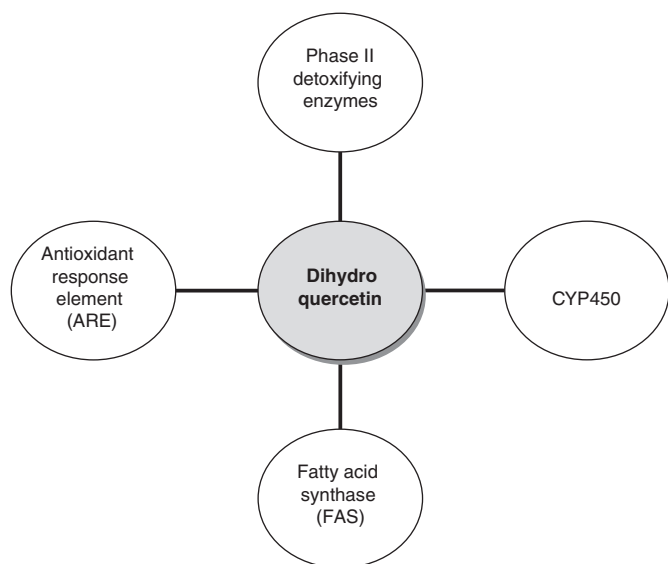 Phase II
detoxifying
enzymes
Antioxidant
response
element
(ARE)
Dihydro
quercetin
CYP450
Fatty acid
synthase
(FAS)